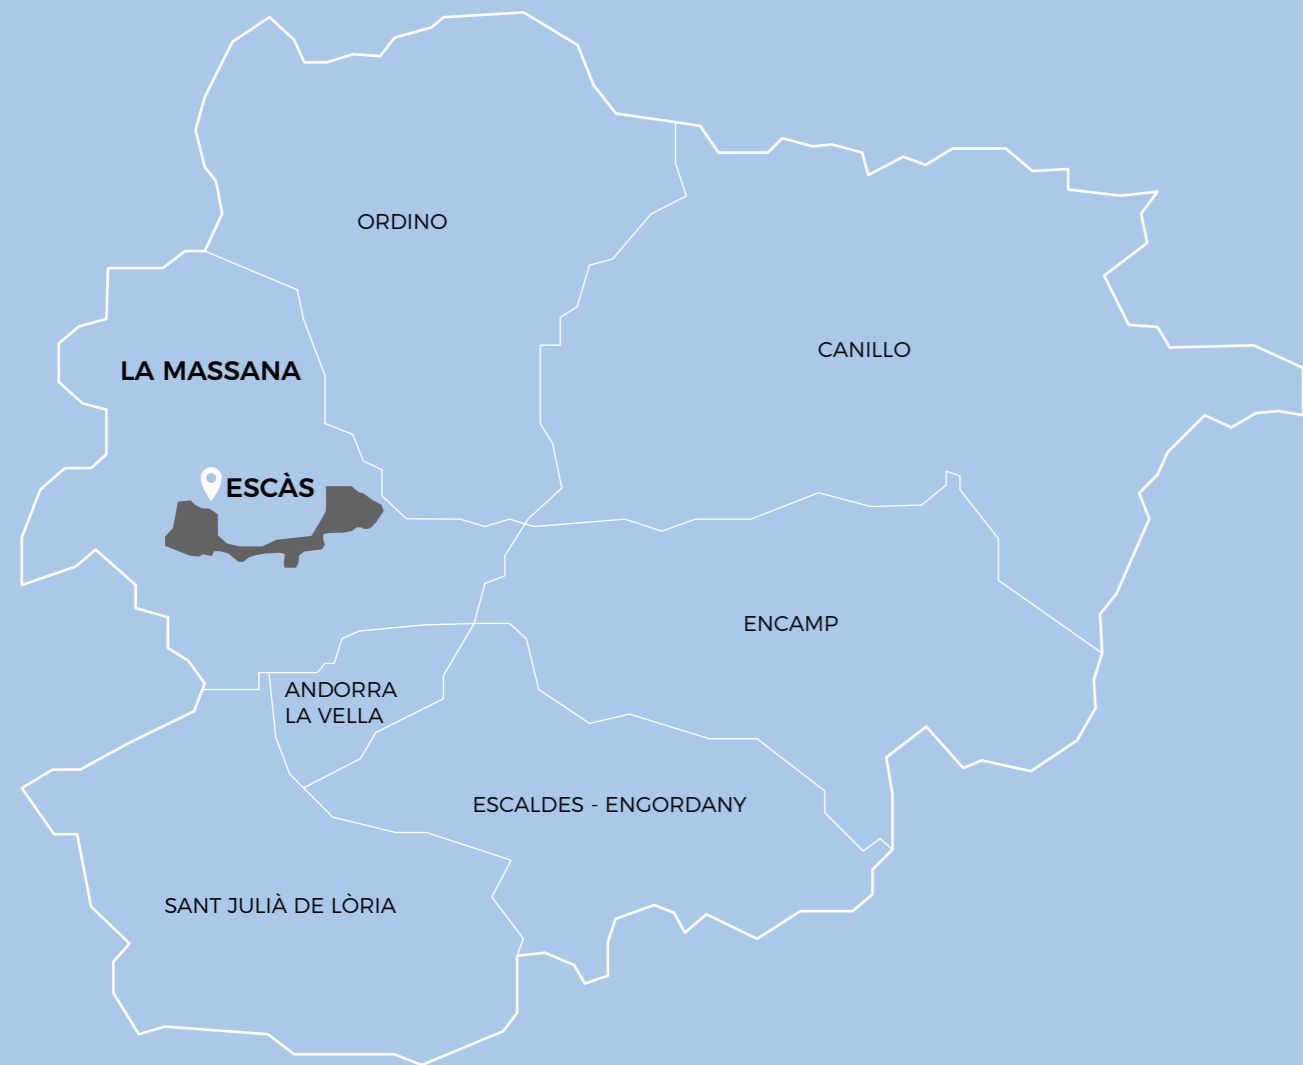 ORDINO
CANILLO
LA MASSANA
ESCÀS
ENCAMP
ANDORRA
LA VELLA
ESCALDES - ENGORDANY
SANT JULIÀ DE LÒRIA